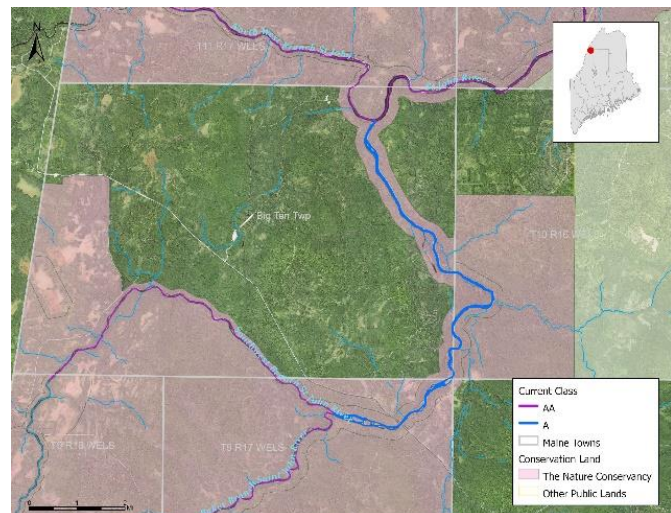 N
T11 R17 WELS
Big Ten Twp
T10 R16 WELS
T9 R18 WELS
T9 R17 WELS
0
1
Mi
Current Class
AA
A
Maine Towns
Conservation Land
The Nature Conservancy
Other Public Lands